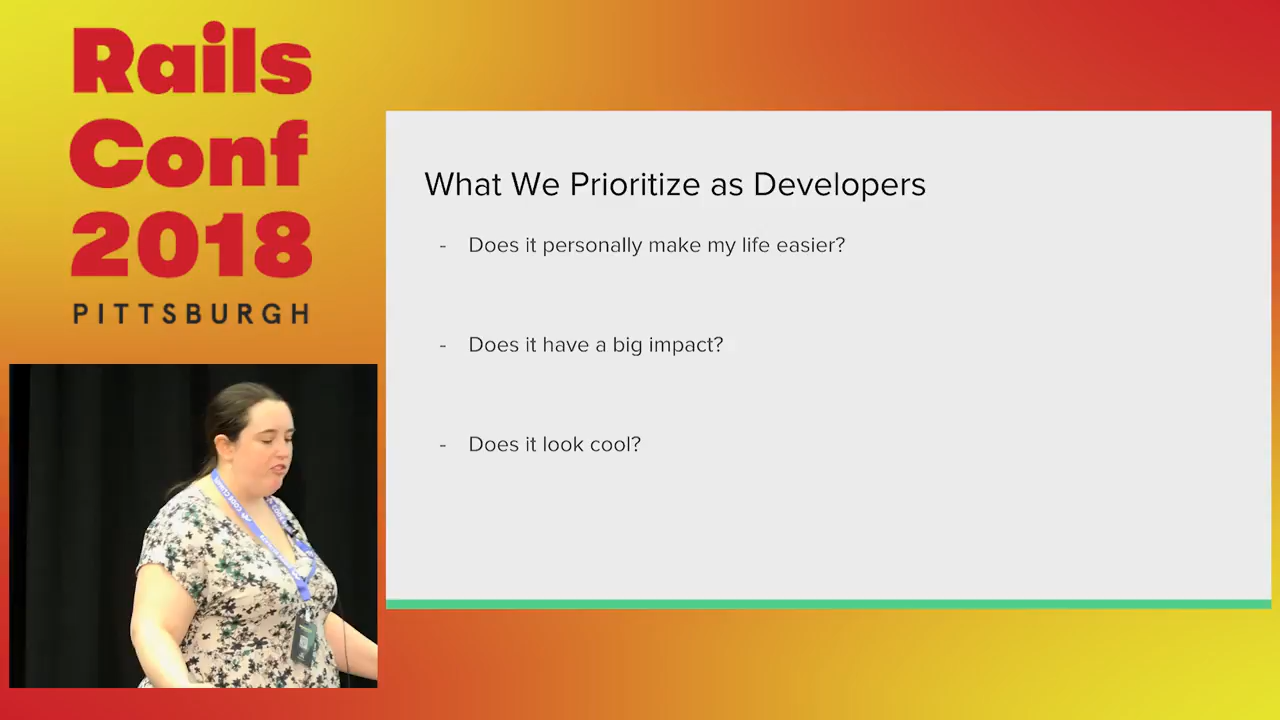 Rails
Conf
2018
PITTSBURGH
What We Prioritize as Developers
- Does it personally make my life easier?
- Does it have a big impact?
- Does it look cool?